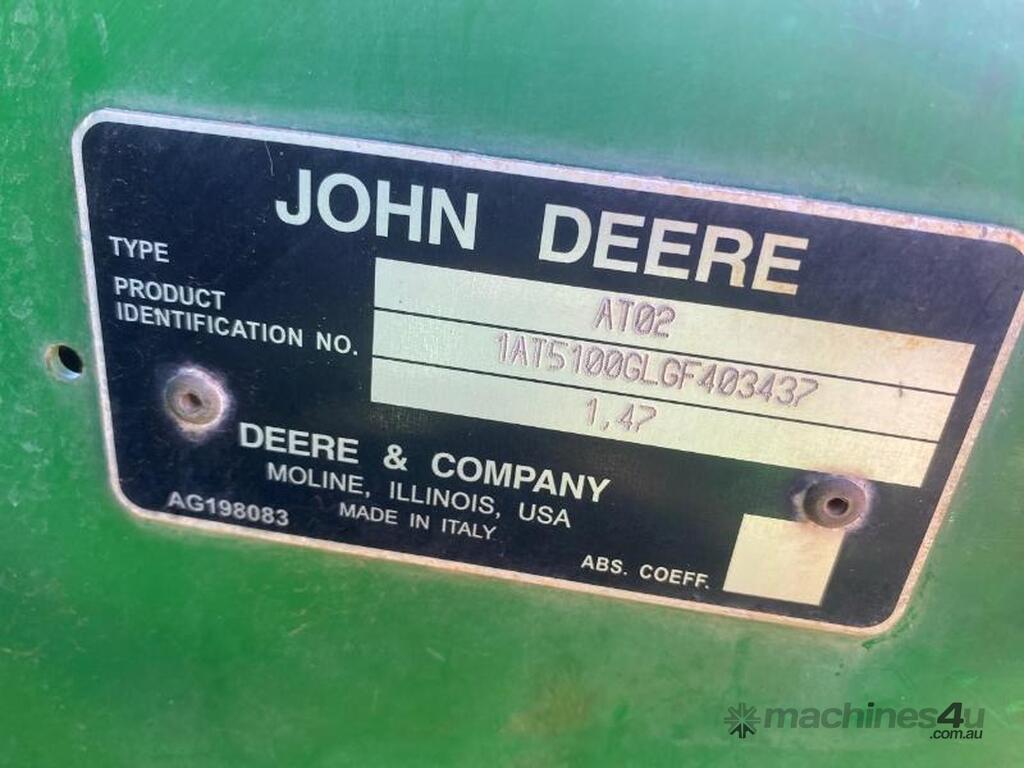 JOHN DEERE
TYPE AT02
PRODUCT IDENTIFICATION NO. 1AT5100GLGF403437
1.47
DEERE & COMPANY
MOLINE, ILLINOIS, USA
MADE IN ITALY
AG198083
ABS. COEFF.
machines4u
.com.au